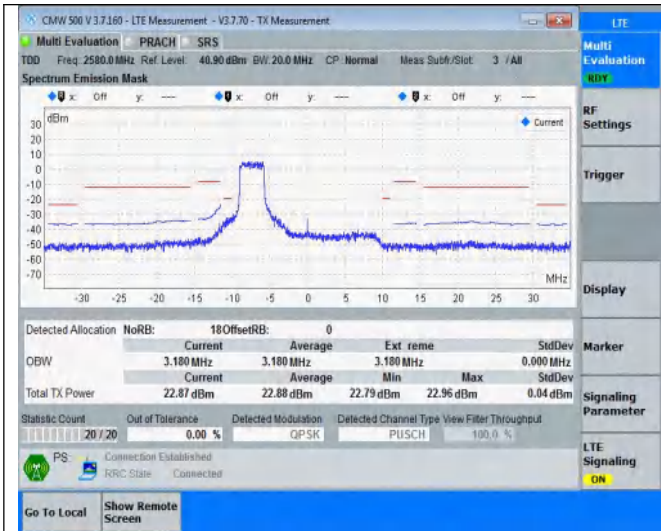 CMW 500 V 3.7.160 - LTE Measurement - V3.7.70 - TX Measurement
LTE
Multi Evaluation PRACH SRS
TDD Freq: 2580.0 MHz Ref. Level: 40.90 dBm BW: 20.0 MHz CP: Normal Meas Subfr./Slot: 3 / All
Spectrum Emission Mask
x: Off y: --- x: Off y: --- x: Off y: ---
dBm
Current
30
20
10
0
-10
-20
-30
-40
-50
-60
-70
MHz
-30 -25 -20 -15 -10 -5 0 5 10 15 20 25 30
Detected Allocation NoRB: 18OffsetRB: 0
Current Average Ext reme StdDev
OBW 3.180 MHz 3.180 MHz 3.180 MHz 0.000 MHz
Current Average Min Max StdDev
Total TX Power 22.87 dBm 22.88 dBm 22.79 dBm 22.96 dBm 0.04 dBm
Statistic Count Out of Tolerance Detected Modulation Detected Channel Type View Filter Throughput
20 / 20 0.00 % QPSK PUSCH 100.0 %
PS: Connection Established
RRC State Connected
Go To Local
Show Remote
Screen
Multi
Evaluation
RDY
RF
Settings
Trigger
Display
Marker
Signaling
Parameter
LTE
Signaling
ON